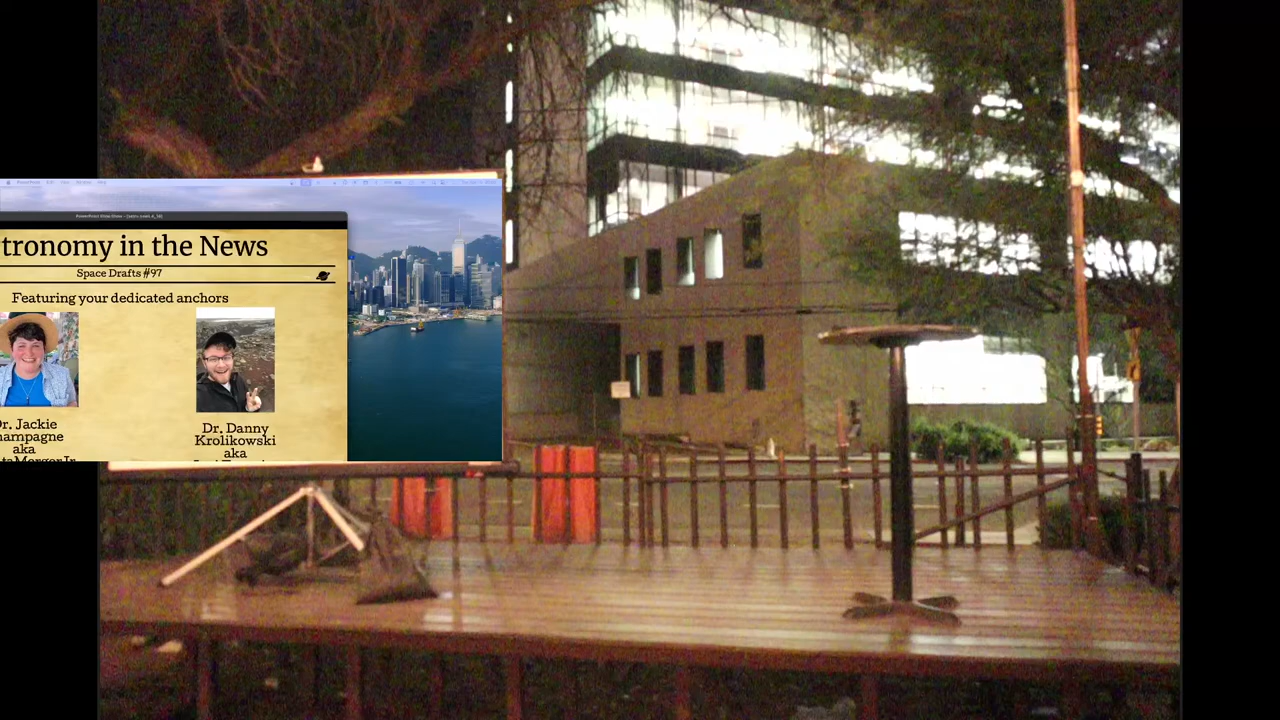 PowerPoint
tronomy in the News
Space Drafts #97
Featuring your dedicated anchors
Dr. Jackie
hampagne
aka
Dr. Danny
Krolikowski
aka